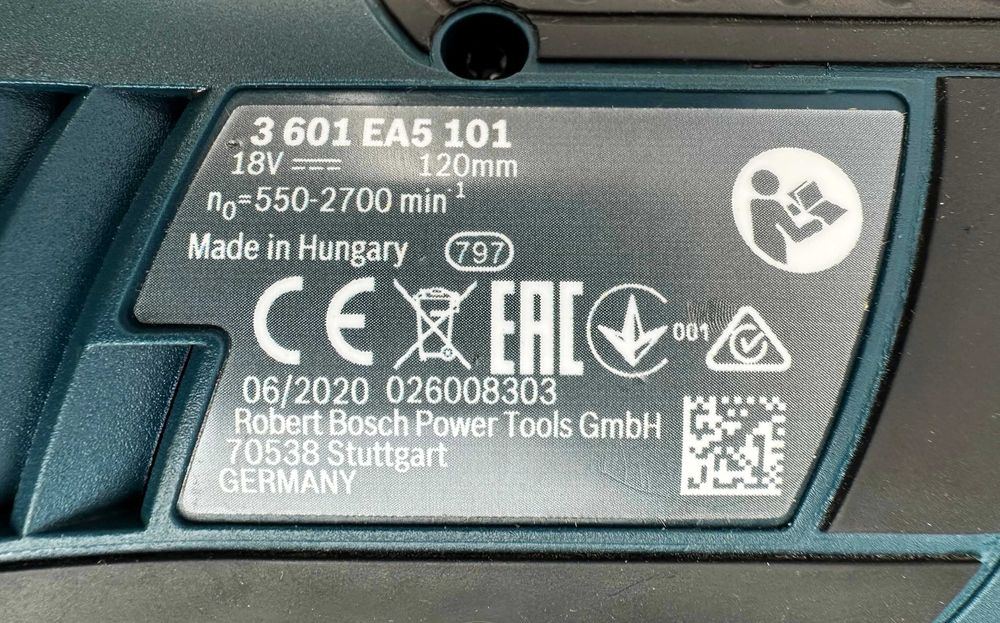 3 601 EA5 101
18V 120mm
n₀=550-2700 min⁻¹
Made in Hungary 797
CE EAC 001
06/2020 026008303
Robert Bosch Power Tools GmbH
70538 Stuttgart
GERMANY